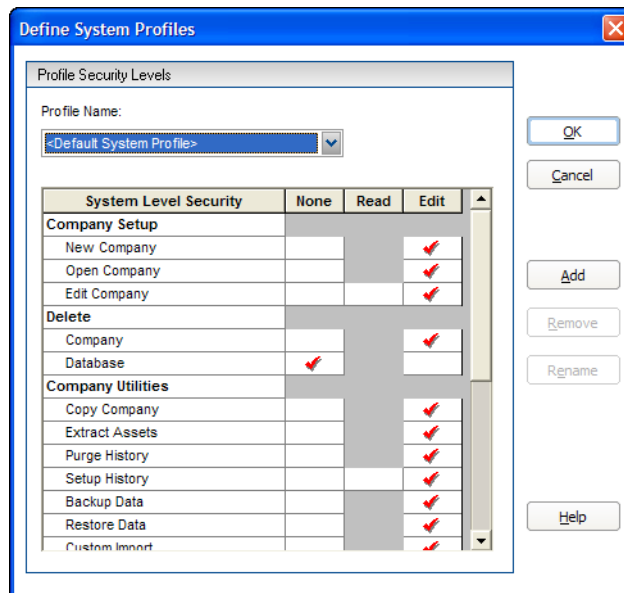 Define System Profiles
Profile Security Levels
Profile Name:
<Default System Profile>
System Level Security None Read Edit
Company Setup
New Company
Open Company
Edit Company
Delete
Company
Database
Company Utilities
Copy Company
Extract Assets
Purge History
Setup History
Backup Data
Restore Data
Custom Import
OK
Cancel
Add
Remove
Rename
Help